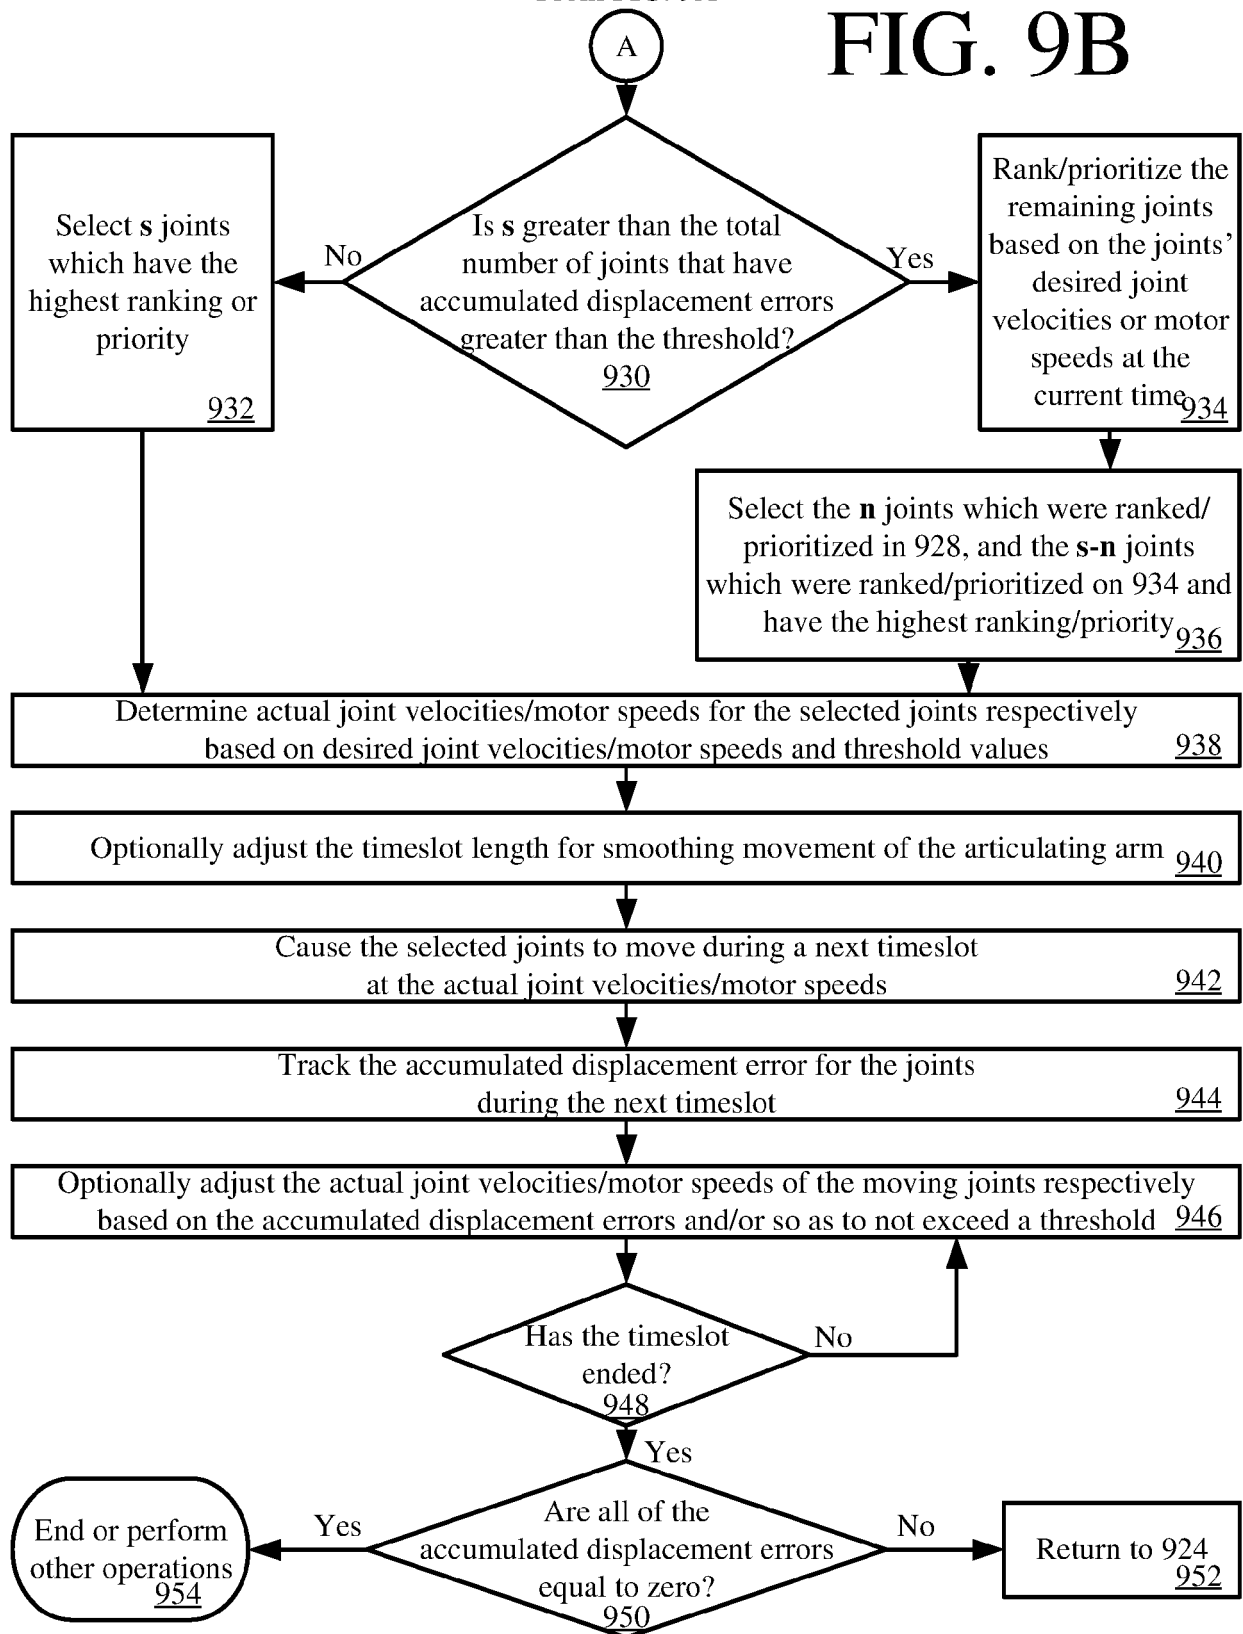 FIG. 9B
A
Is s greater than the total
number of joints that have
accumulated displacement errors
greater than the threshold?
930
No
Yes
Select s joints
which have the
highest ranking or
priority
932
Rank/prioritize the
remaining joints
based on the joints’
desired joint
velocities or motor
speeds at the
current time
934
Select the n joints which were ranked/
prioritized in 928, and the s-n joints
which were ranked/prioritized on 934 and
have the highest ranking/priority
936
Determine actual joint velocities/motor speeds for the selected joints respectively
based on desired joint velocities/motor speeds and threshold values
938
Optionally adjust the timeslot length for smoothing movement of the articulating arm
940
Cause the selected joints to move during a next timeslot
at the actual joint velocities/motor speeds
942
Track the accumulated displacement error for the joints
during the next timeslot
944
Optionally adjust the actual joint velocities/motor speeds of the moving joints respectively
based on the accumulated displacement errors and/or so as to not exceed a threshold
946
Has the timeslot
ended?
948
No
Yes
Are all of the
accumulated displacement errors
equal to zero?
950
Yes
No
End or perform
other operations
954
Return to 924
952